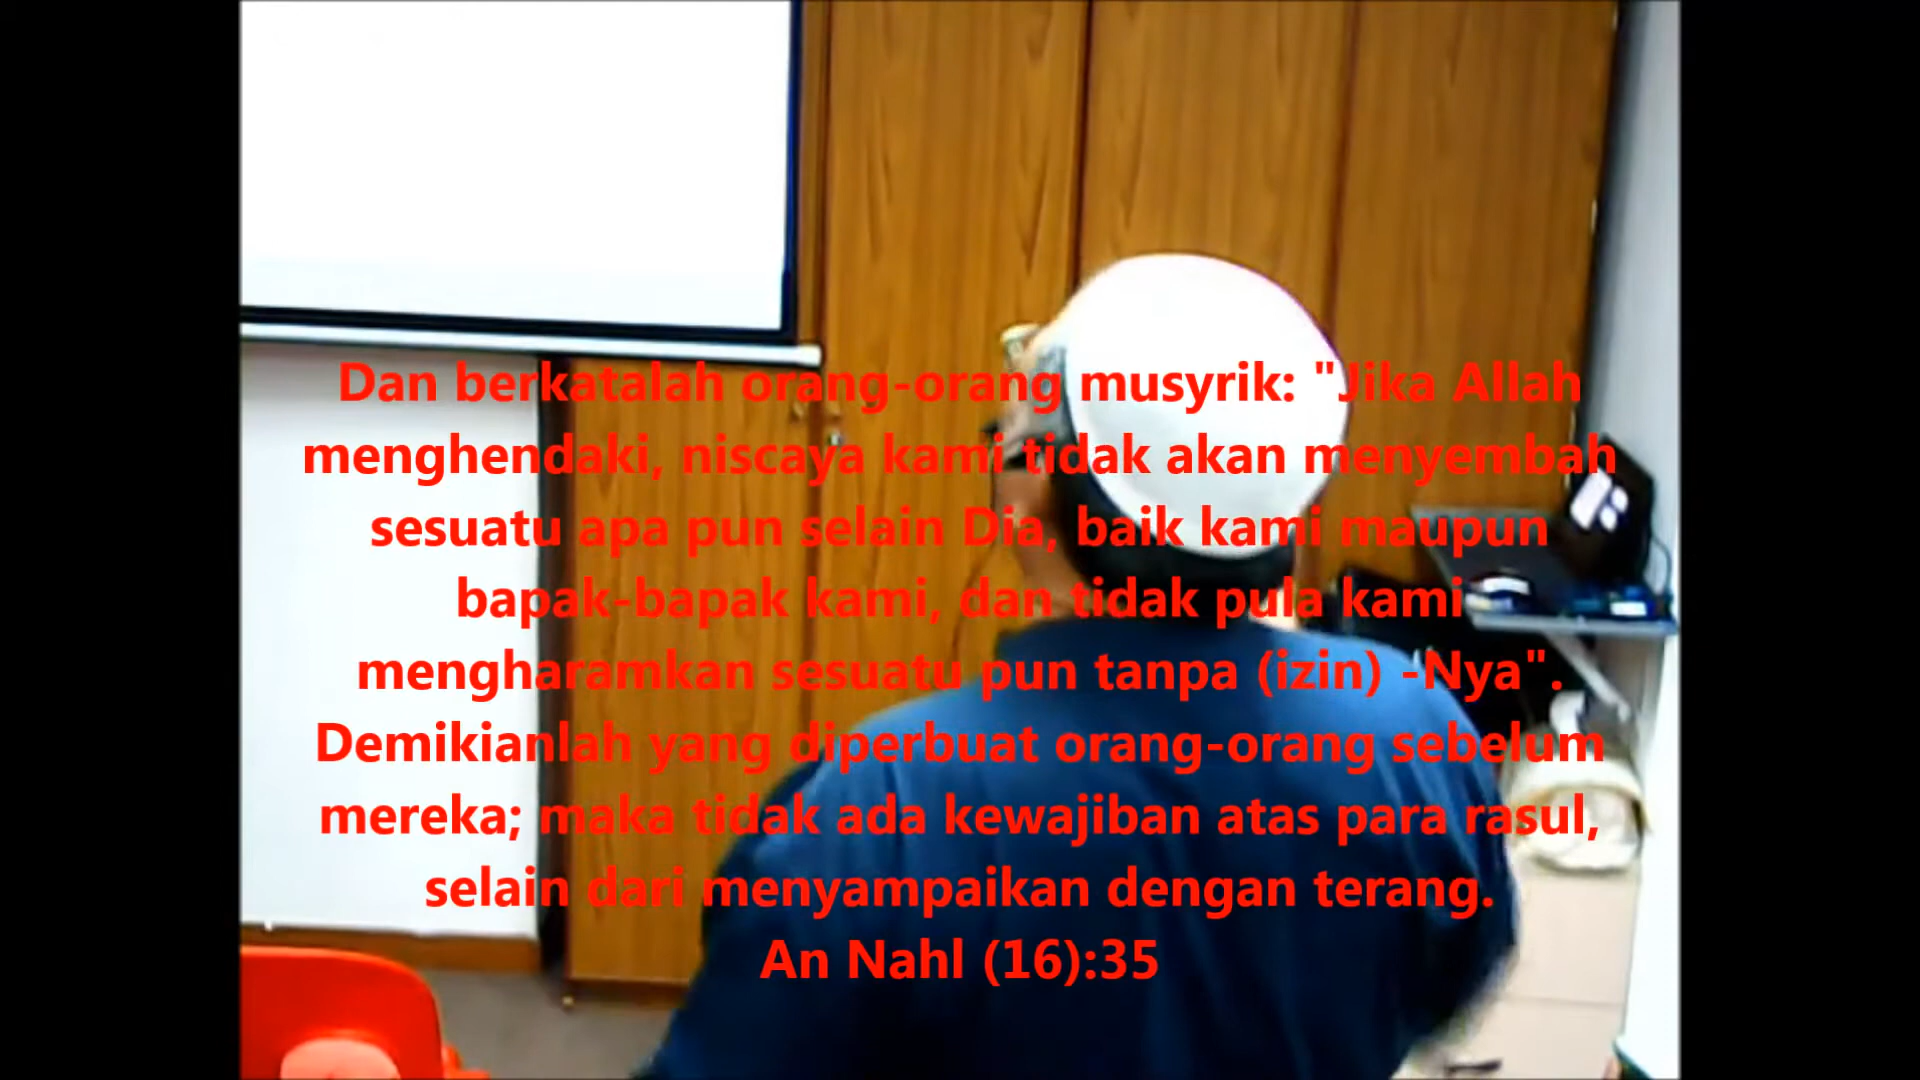 Dan berkatalah orang-orang musyrik: "Jika Allah
menghendaki, niscaya kami tidak akan menyembah
sesuatu apa pun selain Dia, baik kami maupun
bapak-bapak kami, dan tidak pula kami
mengharamkan sesuatu pun tanpa (izin) -Nya".
Demikianlah yang diperbuat orang-orang sebelum
mereka; maka tidak ada kewajiban atas para rasul,
selain dari menyampaikan dengan terang.
An Nahl (16):35